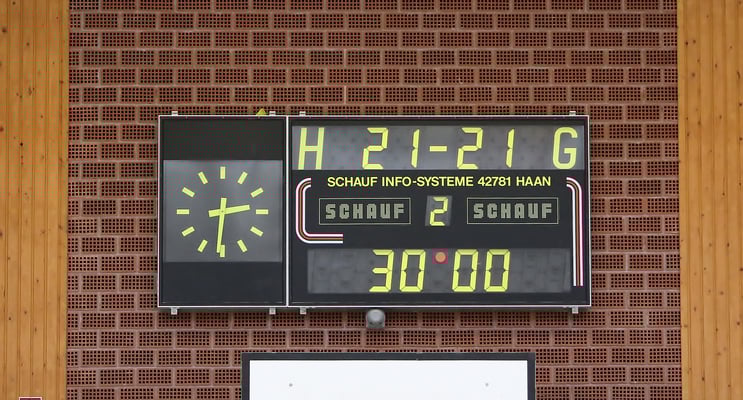 H 21-21 G
SCHAUF INFO-SYSTEME 42781 HAAN
SCHAUF 2 SCHAUF
30:00